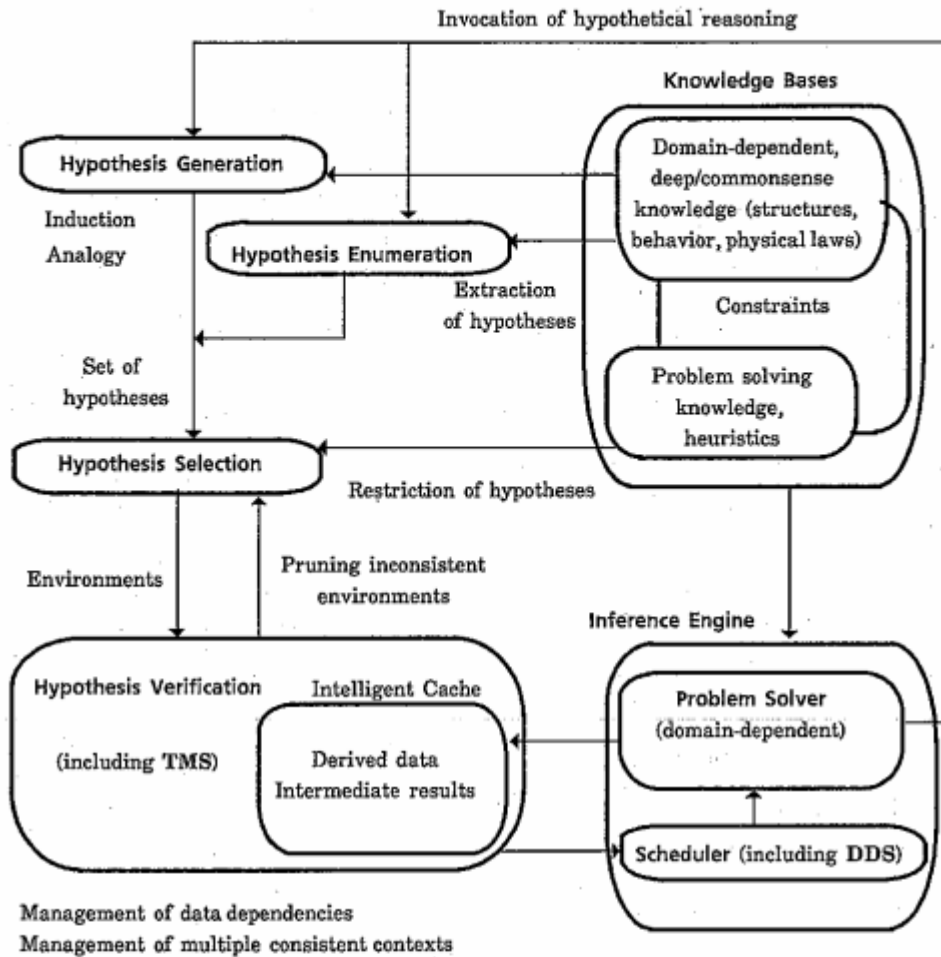 Invocation of hypothetical reasoning
Knowledge Bases
Hypothesis Generation
Domain-dependent,
deep/commonsense
knowledge (structures,
behavior, physical laws)
Induction
Analogy
Hypothesis Enumeration
Extraction
of hypotheses
Constraints
Set of
hypotheses
Problem solving
knowledge,
heuristics
Hypothesis Selection
Restriction of hypotheses
Environments
Pruning inconsistent
environments
Inference Engine
Hypothesis Verification
(including TMS)
Intelligent Cache
Derived data
Intermediate results
Problem Solver
(domain-dependent)
Scheduler (including DDS)
Management of data dependencies
Management of multiple consistent contexts